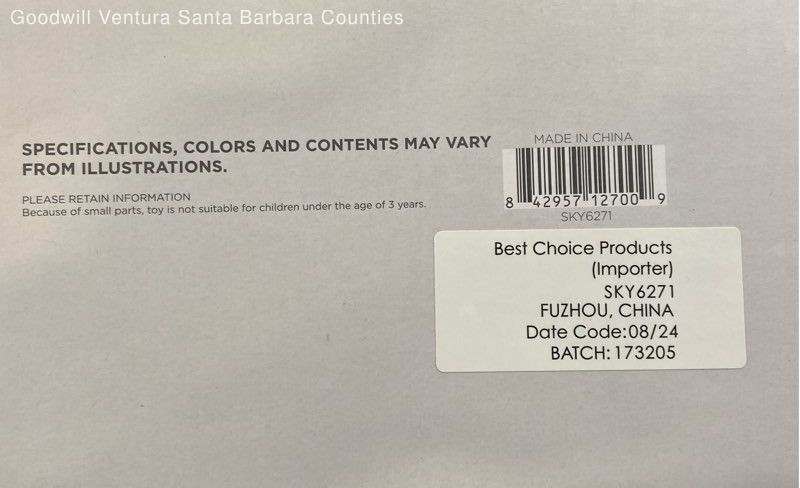 Goodwill Ventura Santa Barbara Counties
SPECIFICATIONS, COLORS AND CONTENTS MAY VARY
FROM ILLUSTRATIONS.
PLEASE RETAIN INFORMATION
Because of small parts, toy is not suitable for children under the age of 3 years.
MADE IN CHINA
8 42957 12700 9
SKY6271
Best Choice Products
(Importer)
SKY6271
FUZHOU, CHINA
Date Code:08/24
BATCH: 173205